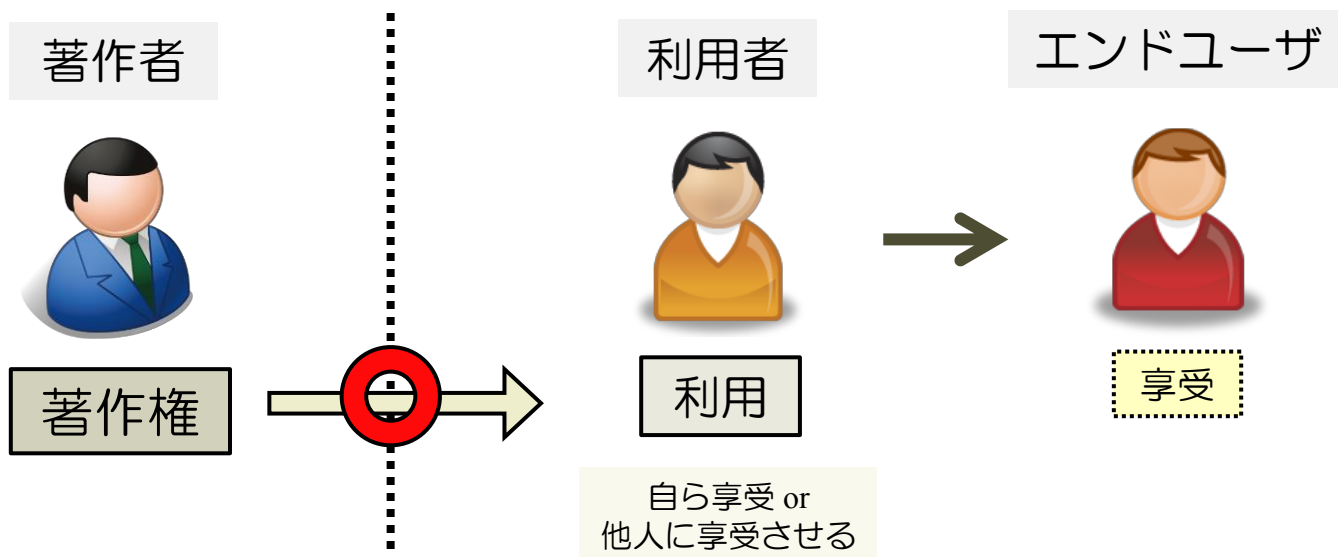 著作者
利用者
エンドユーザ
著作権
利用
享受
自ら享受 or
他人に享受させる